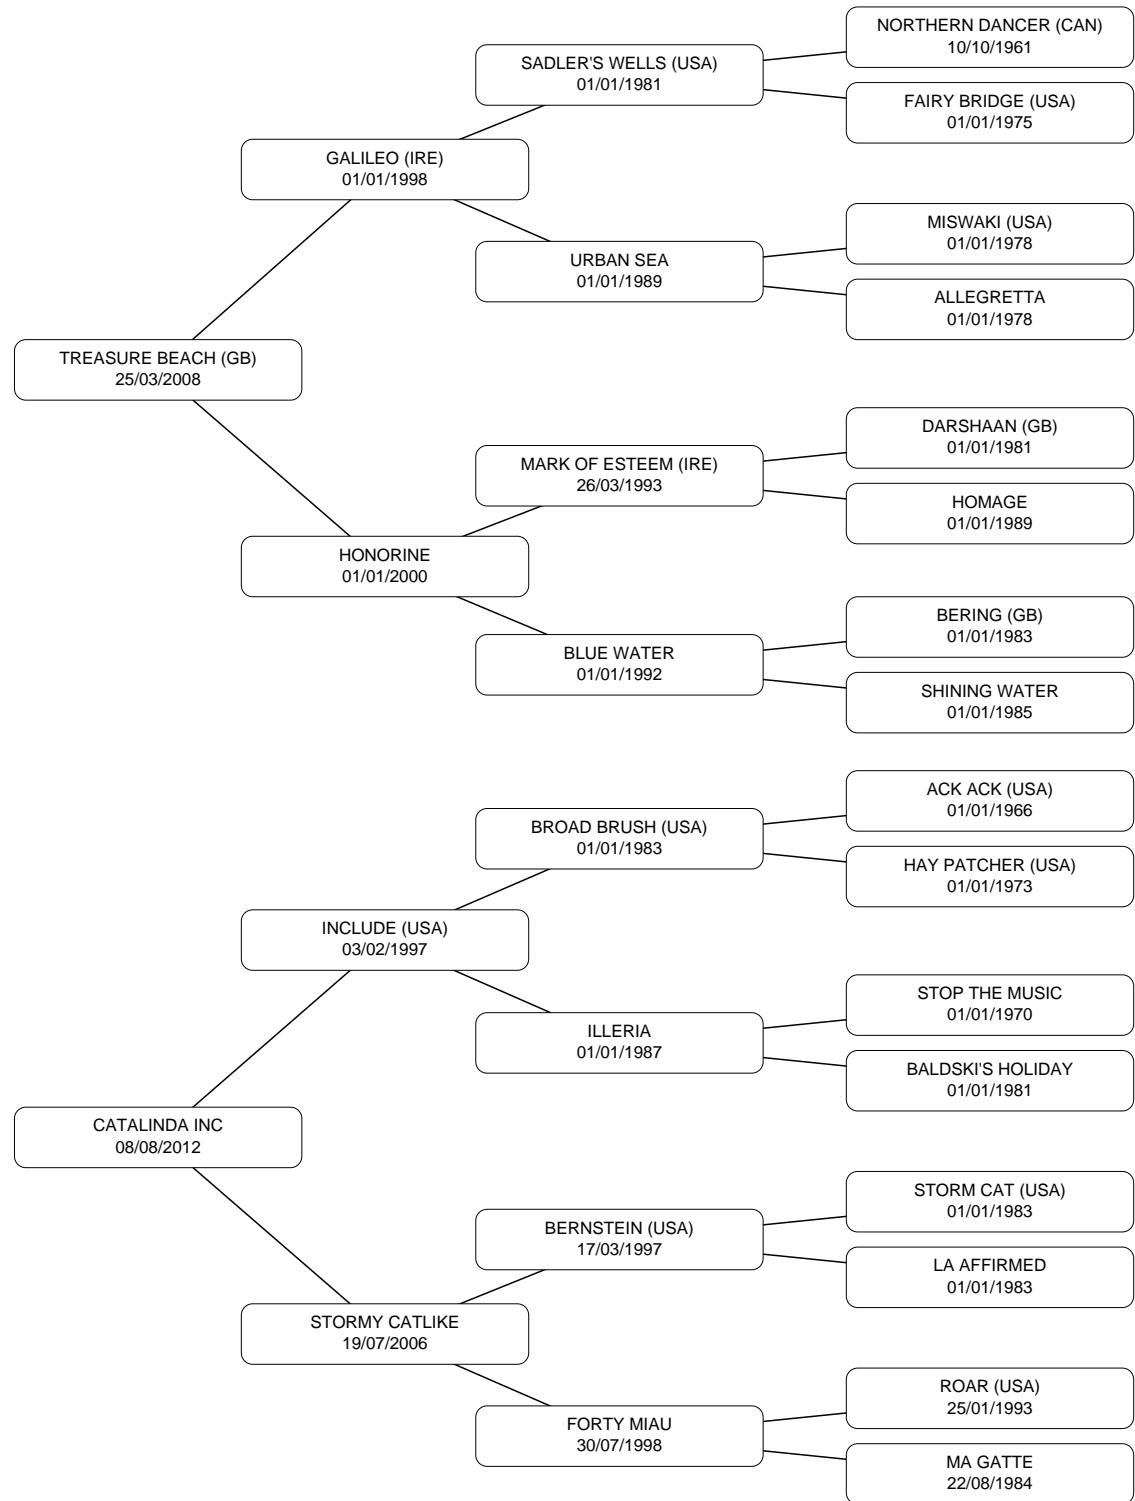 NORTHERN DANCER (CAN)
10/10/1961
SADLER'S WELLS (USA)
01/01/1981
FAIRY BRIDGE (USA)
01/01/1975
GALILEO (IRE)
01/01/1998
MISWAKI (USA)
01/01/1978
URBAN SEA
01/01/1989
ALLEGRETTA
01/01/1978
TREASURE BEACH (GB)
25/03/2008
DARSHAAN (GB)
01/01/1981
MARK OF ESTEEM (IRE)
26/03/1993
HOMAGE
01/01/1989
HONORINE
01/01/2000
BERING (GB)
01/01/1983
BLUE WATER
01/01/1992
SHINING WATER
01/01/1985
ACK ACK (USA)
01/01/1966
BROAD BRUSH (USA)
01/01/1983
HAY PATCHER (USA)
01/01/1973
INCLUDE (USA)
03/02/1997
STOP THE MUSIC
01/01/1970
ILLERIA
01/01/1987
BALDSKI'S HOLIDAY
01/01/1981
CATALINDA INC
08/08/2012
STORM CAT (USA)
01/01/1983
BERNSTEIN (USA)
17/03/1997
LA AFFIRMED
01/01/1983
STORMY CATLIKE
19/07/2006
ROAR (USA)
25/01/1993
FORTY MIAU
30/07/1998
MA GATTE
22/08/1984